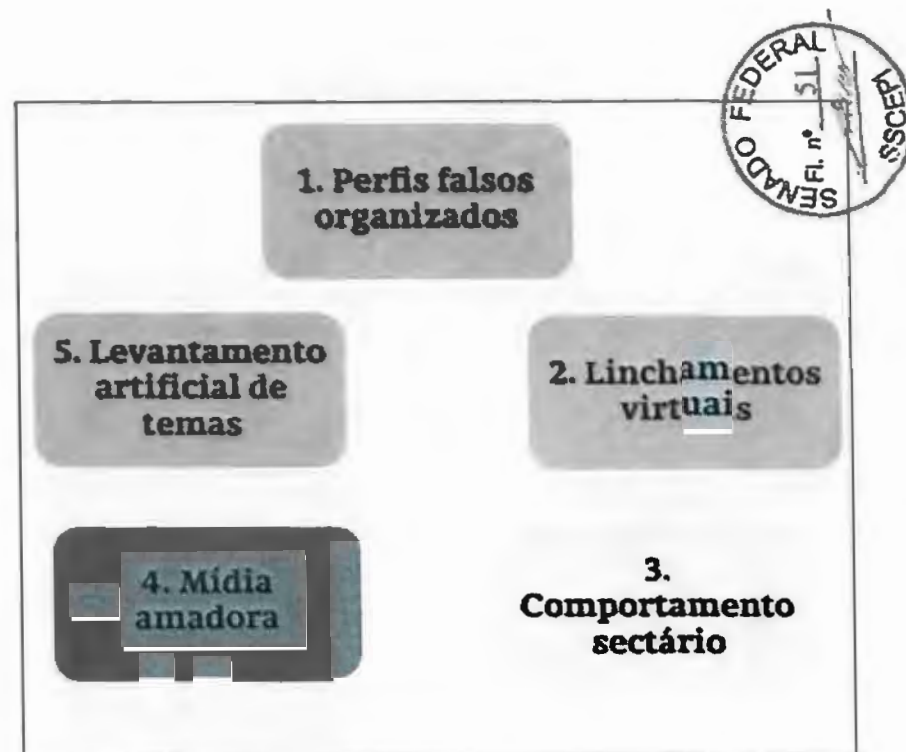 SENADO FEDERAL
Fl. nº 51
SSCEPI
1. Perfis falsos
organizados
5. Levantamento
artificial de
temas
2. Linchamentos
virtuais
4. Mídia
amadora
3.
Comportamento
sectário